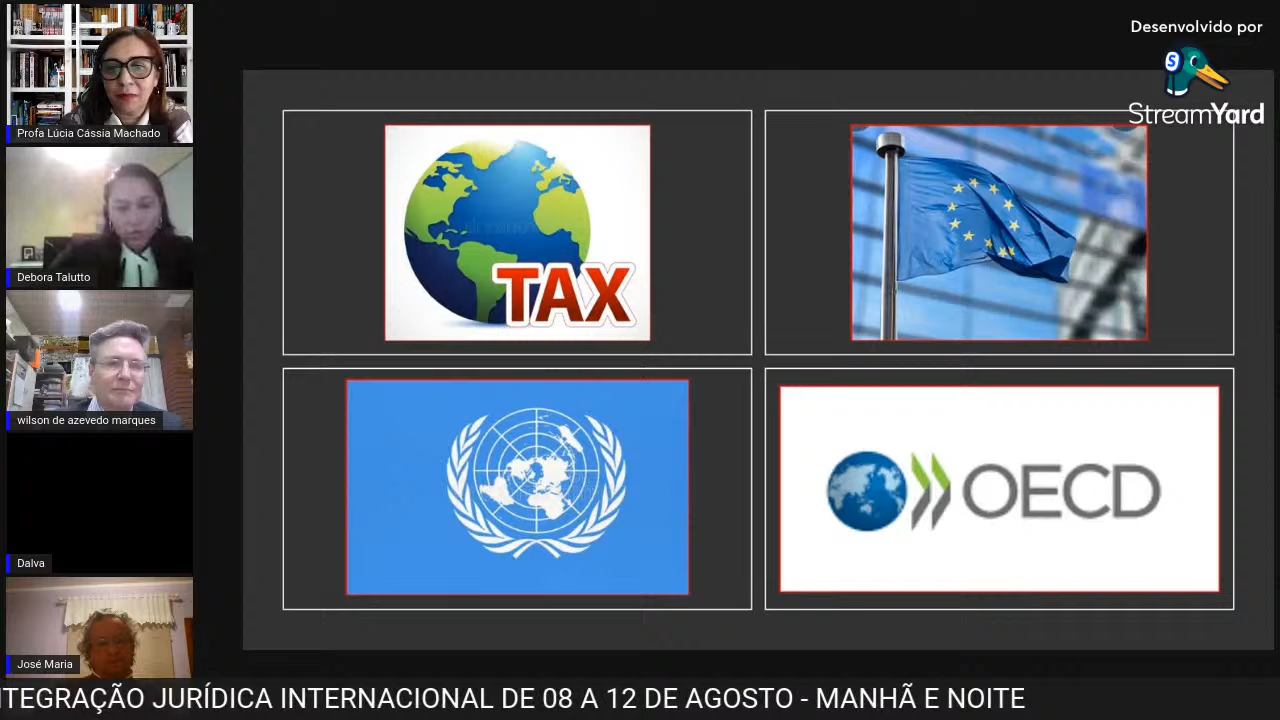 Desenvolvido por
StreamYard
Profa Lúcia Cássia Machado
Debora Talutto
wilson de azevedo marques
Dalva
José Maria
TAX
OECD
NTEGRAÇÃO JURÍDICA INTERNACIONAL DE 08 A 12 DE AGOSTO - MANHÃ E NOITE